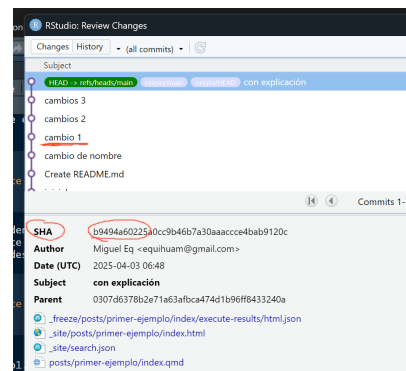 RStudio: Review Changes
Changes History (all commits)
Subject
HEAD -> refs/heads/main origin/main origin/HEAD con explicación
cambios 3
cambios 2
cambio 1
cambio de nombre
Create README.md
Commits 1-
SHA b9494a60225a0cc9b46b7a30aaaccce4bab9120c
Author Miguel Eq <equihuam@gmail.com>
Date (UTC) 2025-04-03 06:48
Subject con explicación
Parent 0307d6378b2e71a63afbca474d1b96ff8433240a
_freeze/posts/primer-ejemplo/index/execute-results/html.json
_site/posts/primer-ejemplo/index.html
_site/search.json
posts/primer-ejemplo/index.qmd